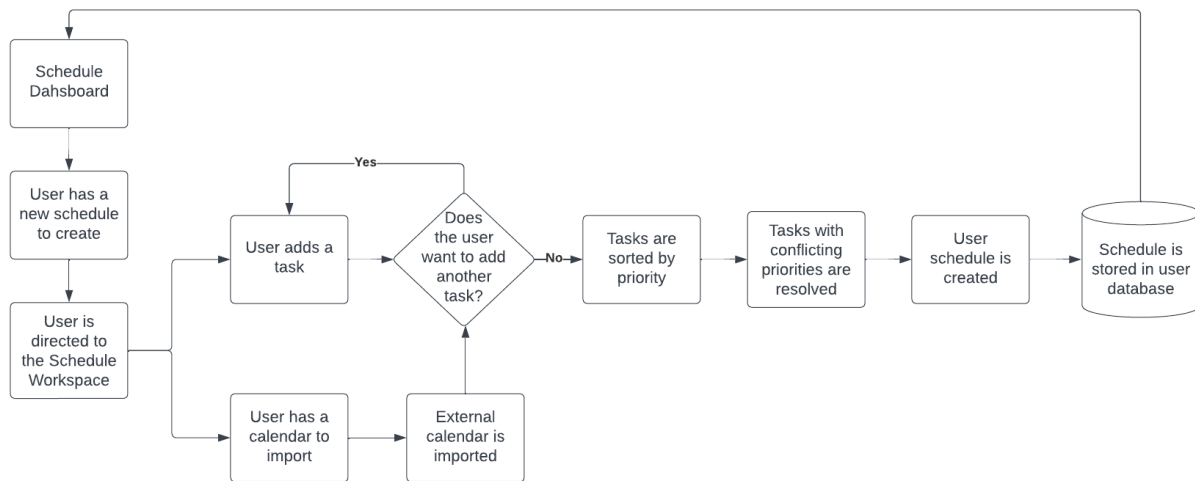 Schedule
Dahsboard
User has a
new schedule
to create
User is
directed to
the Schedule
Workspace
Yes
User adds a
task
Does
the user
want to add
another
task?
No
Tasks are
sorted by
priority
Tasks with
conflicting
priorities are
resolved
User
schedule is
created
Schedule is
stored in user
database
User has a
calendar to
import
External
calendar is
imported